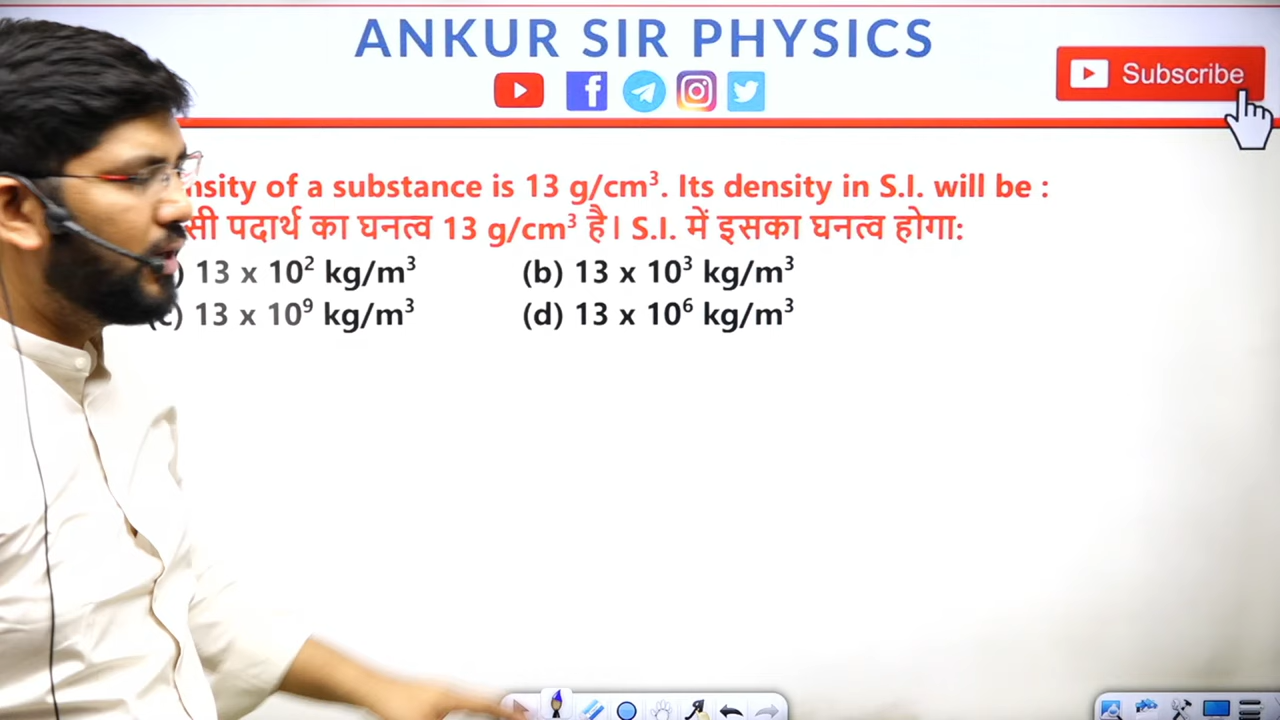 ANKUR SIR PHYSICS
Subscribe
of a substance is 13 g/cm³. Its density in S.I. will be :
पदार्थ का घनत्व 13 g/cm³ है। S.I. में इसका घनत्व होगा:
13 x 10² kg/m³ (b) 13 x 10³ kg/m³
(c) 13 x 10⁹ kg/m³ (d) 13 x 10⁶ kg/m³